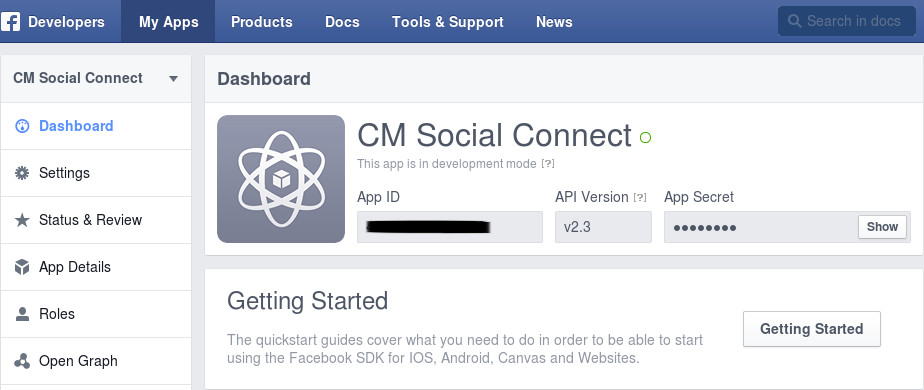 f Developers My Apps Products Docs Tools & Support News Search in docs
CM Social Connect
Dashboard
Settings
Status & Review
App Details
Roles
Open Graph
Dashboard
CM Social Connect
This app is in development mode [?]
App ID API Version [?] App Secret
v2.3 •••••••• Show
Getting Started
The quickstart guides cover what you need to do in order to be able to start
using the Facebook SDK for IOS, Android, Canvas and Websites.
Getting Started